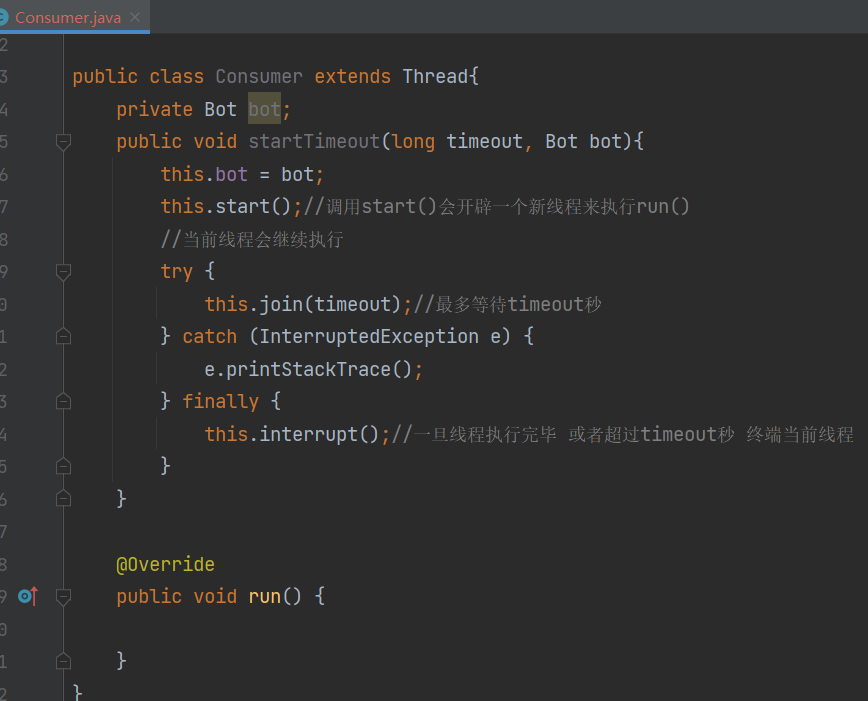 Consumer.java
2
3 public class Consumer extends Thread{
4 private Bot bot;
5 public void startTimeout(long timeout, Bot bot){
6 this.bot = bot;
7 this.start();//调用start()会开辟一个新线程来执行run()
8 //当前线程会继续执行
9 try {
0 this.join(timeout);//最多等待timeout秒
1 } catch (InterruptedException e) {
2 e.printStackTrace();
3 } finally {
4 this.interrupt();//一旦线程执行完毕 或者超过timeout秒 终端当前线程
5 }
6 }
7
8 @Override
9 public void run() {
0
1 }
2 }